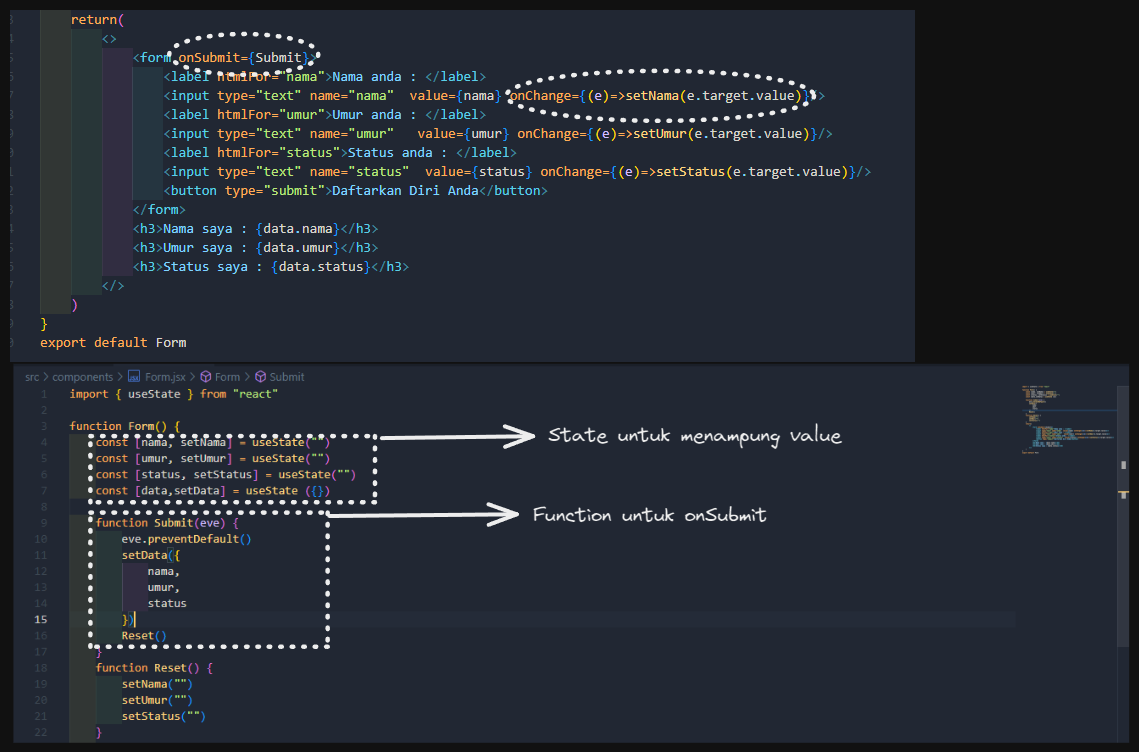 return(
<>
<form onSubmit={Submit}>
<label htmlFor="nama">Nama anda : </label>
<input type="text" name="nama"  value={nama} onChange={(e)=>setNama(e.target.value)}/>
<label htmlFor="umur">Umur anda : </label>
<input type="text" name="umur"   value={umur} onChange={(e)=>setUmur(e.target.value)}/>
<label htmlFor="status">Status anda : </label>
<input type="text" name="status"  value={status} onChange={(e)=>setStatus(e.target.value)}/>
<button type="submit">Daftarkan Diri Anda</button>
</form>
<h3>Nama saya : {data.nama}</h3>
<h3>Umur saya : {data.umur}</h3>
<h3>Status saya : {data.status}</h3>
</>
)
}
export default Form
src > components > Form.jsx > Form > Submit
1 import { useState } from "react"
2
3 function Form() {
4 const [nama, setNama] = useState("")
State untuk menampung value
5 const [umur, setUmur] = useState("")
6 const [status, setStatus] = useState("")
7 const [data,setData] = useState ({})
8
9 function Submit(eve) {
Function untuk onSubmit
10 eve.preventDefault()
11 setData({
12 nama,
13 umur,
14 status
15 })
16 Reset()
17 }
18 function Reset() {
19 setNama("")
20 setUmur("")
21 setStatus("")
22 }